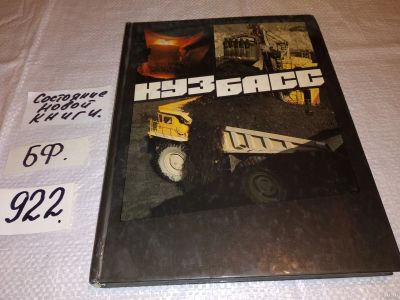 Состояние
Новой
книги.
БФ.
922.
КУЗБАСС